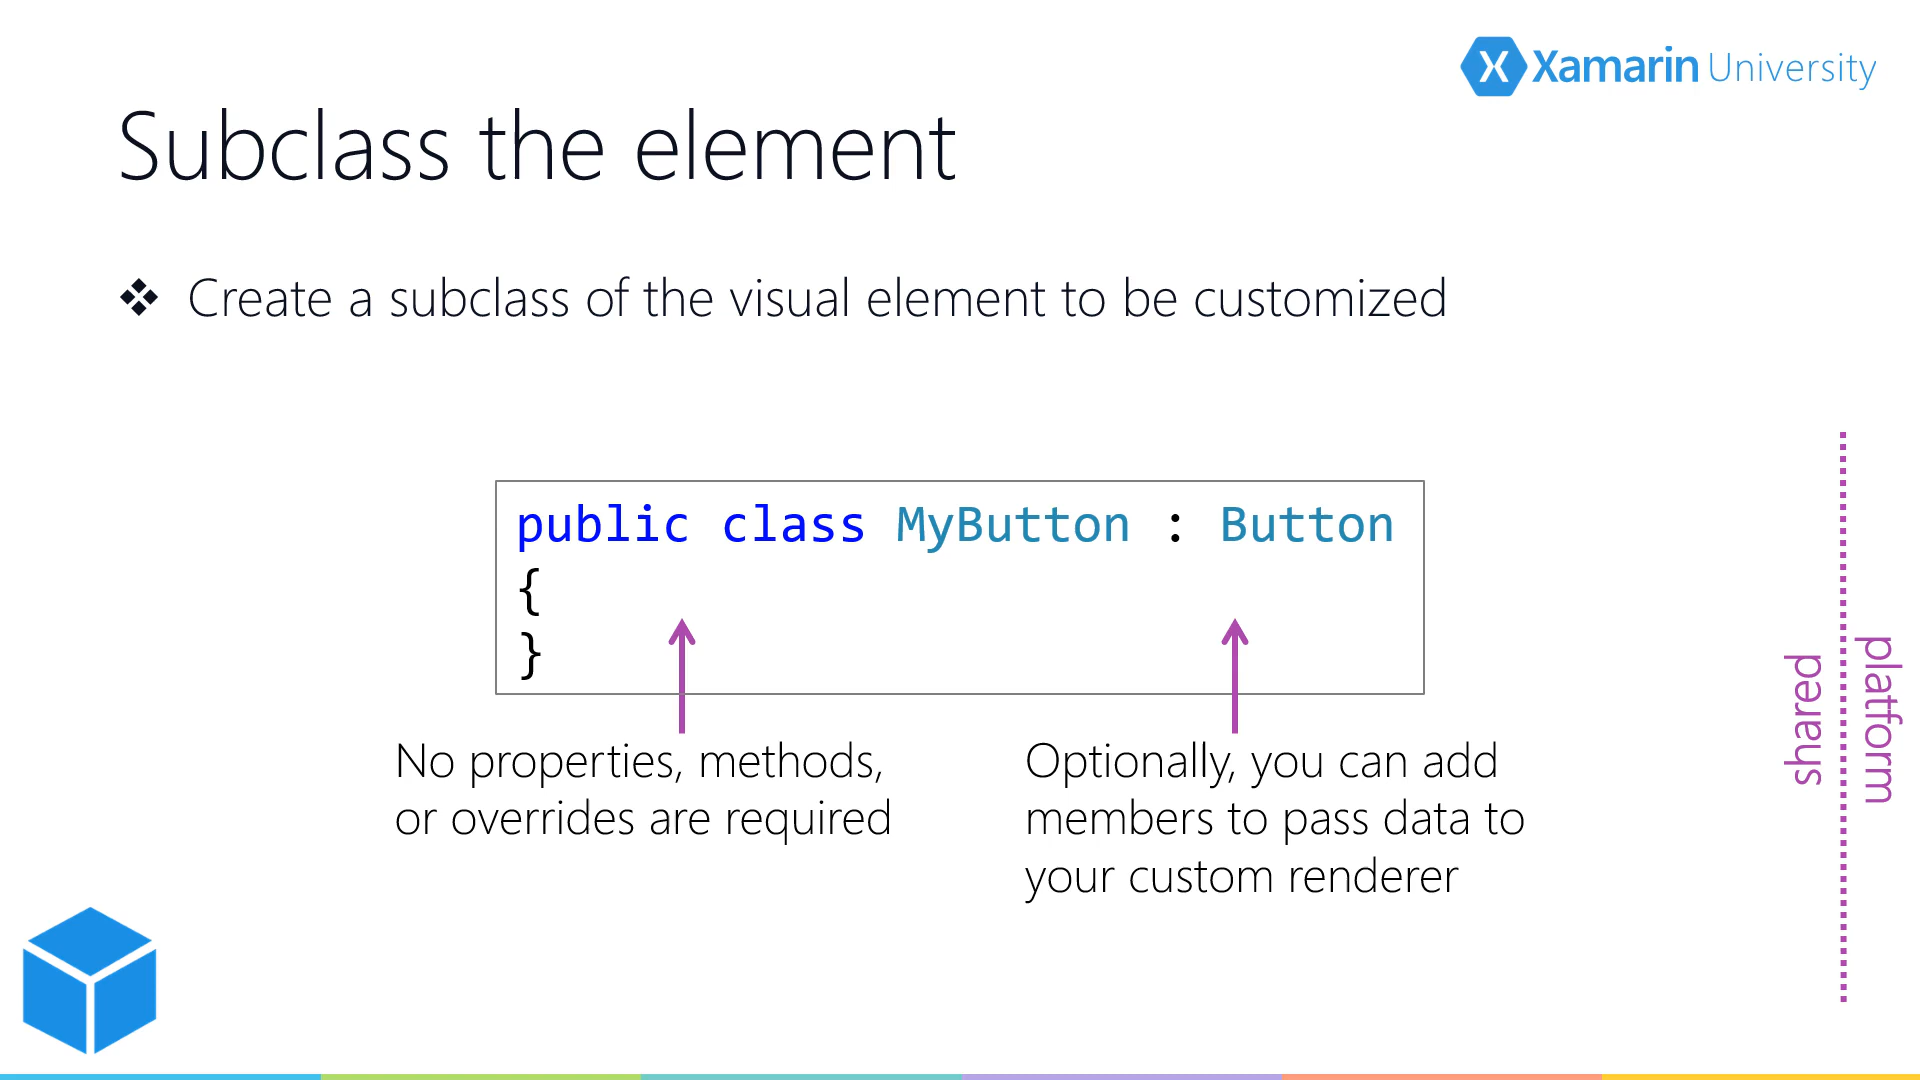 Xamarin University
Subclass the element
❖ Create a subclass of the visual element to be customized
public class MyButton : Button
{
}
No properties, methods,
or overrides are required
Optionally, you can add
members to pass data to
your custom renderer
shared
platform